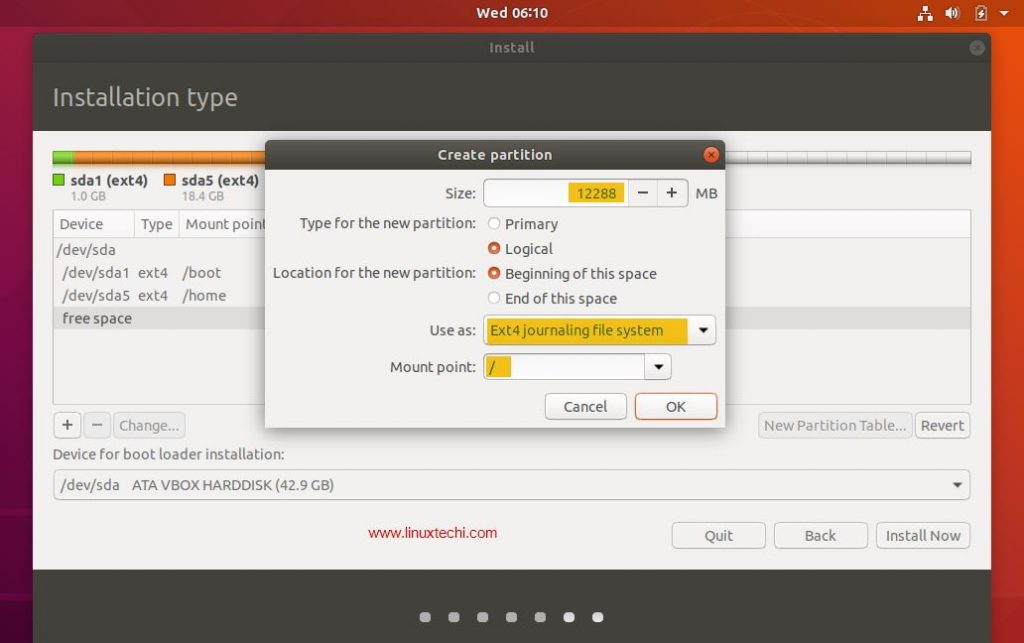 Wed 06:10
Install
Installation type
Create partition
Size: 12288 − + MB
Type for the new partition: Primary
Logical
Location for the new partition: Beginning of this space
End of this space
Use as: Ext4 journaling file system
Mount point: /
Cancel OK
sda1 (ext4) sda5 (ext4)
1.0 GB 18.4 GB
Device Type Mount point
/dev/sda
/dev/sda1 ext4 /boot
/dev/sda5 ext4 /home
free space
+ − Change... New Partition Table... Revert
Device for boot loader installation:
/dev/sda ATA VBOX HARDDISK (42.9 GB)
www.linuxtechi.com
Quit Back Install Now